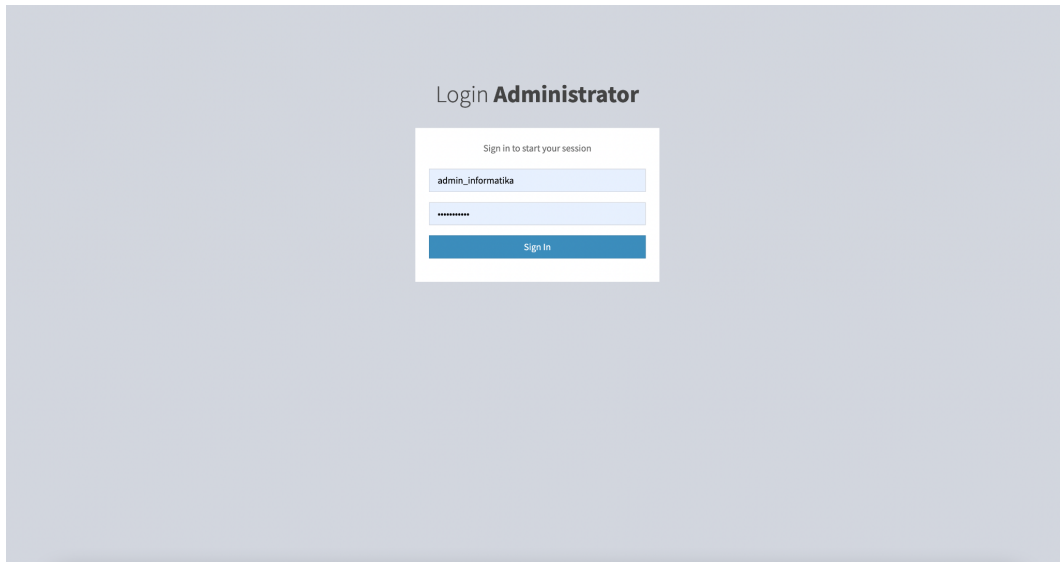 Login Administrator
Sign in to start your session
admin_informatika
•••••••••••
Sign In